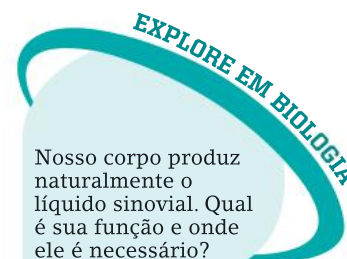 EXPLORE EM BIOLOGIA
Nosso corpo produz
naturalmente o
líquido sinovial. Qual
é sua função e onde
ele é necessário?